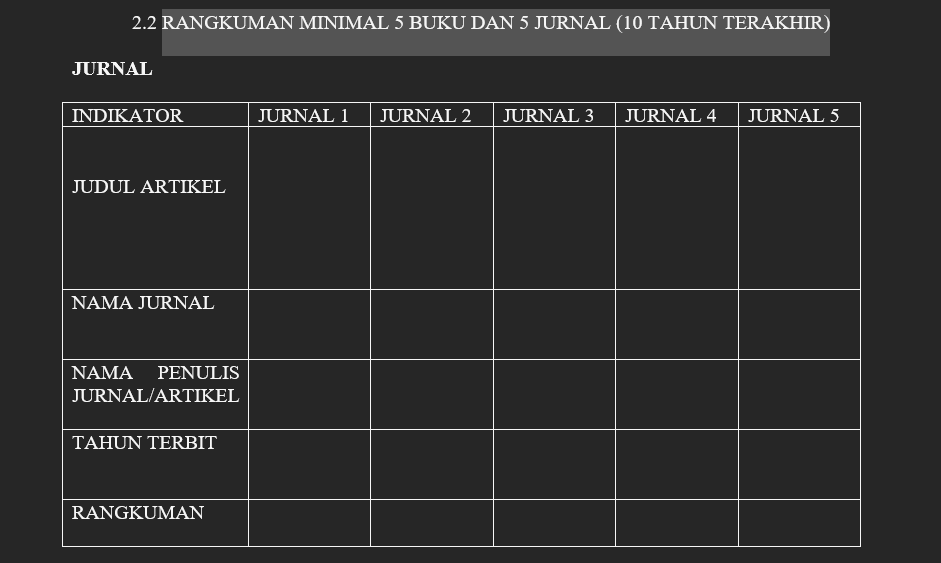 2.2 RANGKUMAN MINIMAL 5 BUKU DAN 5 JURNAL (10 TAHUN TERAKHIR)
JURNAL
INDIKATOR JURNAL 1 JURNAL 2 JURNAL 3 JURNAL 4 JURNAL 5
JUDUL ARTIKEL
NAMA JURNAL
NAMA PENULIS
JURNAL/ARTIKEL
TAHUN TERBIT
RANGKUMAN